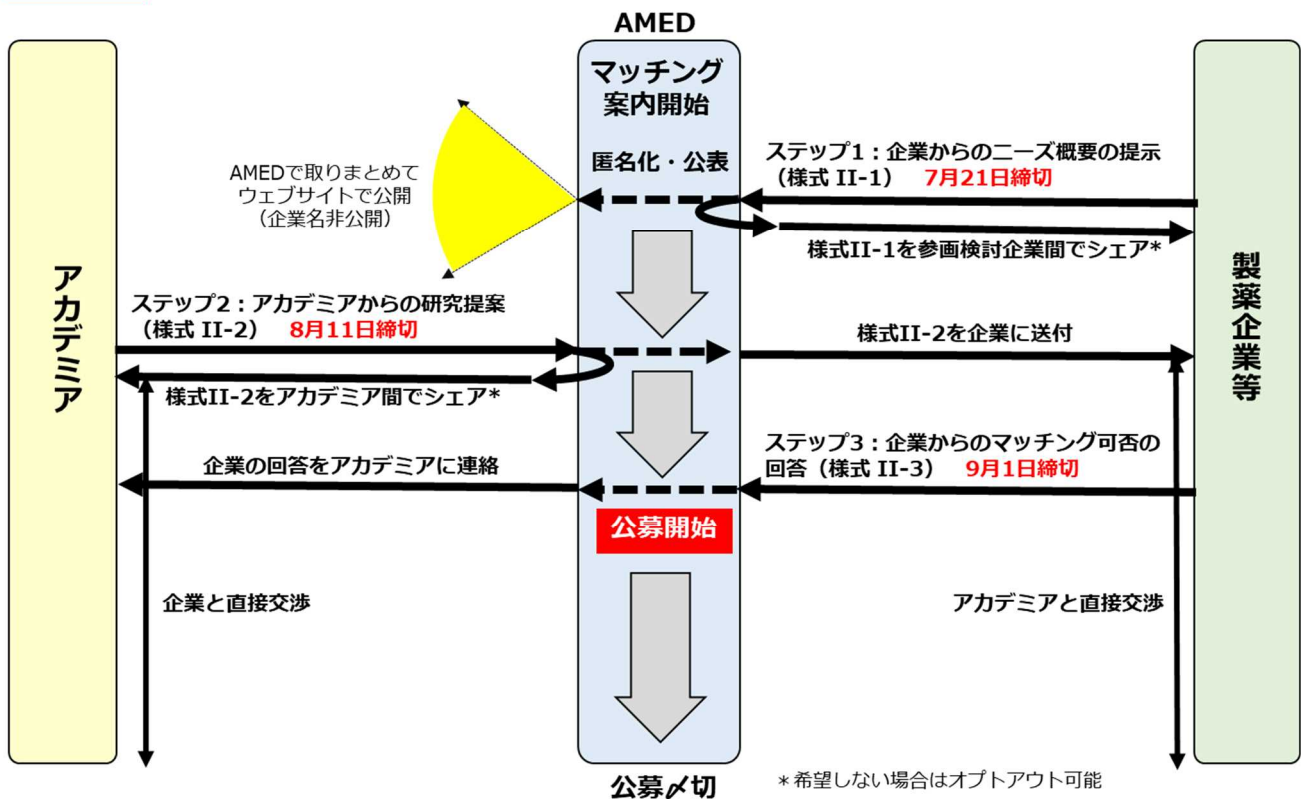 AMED
マッチング
案内開始
匿名化・公表
ステップ1：企業からのニーズ概要の提示
（様式 II-1） 7月21日締切
AMEDで取りまとめて
ウェブサイトで公開
（企業名非公開）
様式II-1を参画検討企業間でシェア*
アカデミア
製薬企業等
ステップ2：アカデミアからの研究提案
（様式 II-2） 8月11日締切
様式II-2を企業に送付
様式II-2をアカデミア間でシェア*
ステップ3：企業からのマッチング可否の
回答（様式 II-3） 9月1日締切
企業の回答をアカデミアに連絡
公募開始
企業と直接交渉
アカデミアと直接交渉
公募〆切
＊希望しない場合はオプトアウト可能